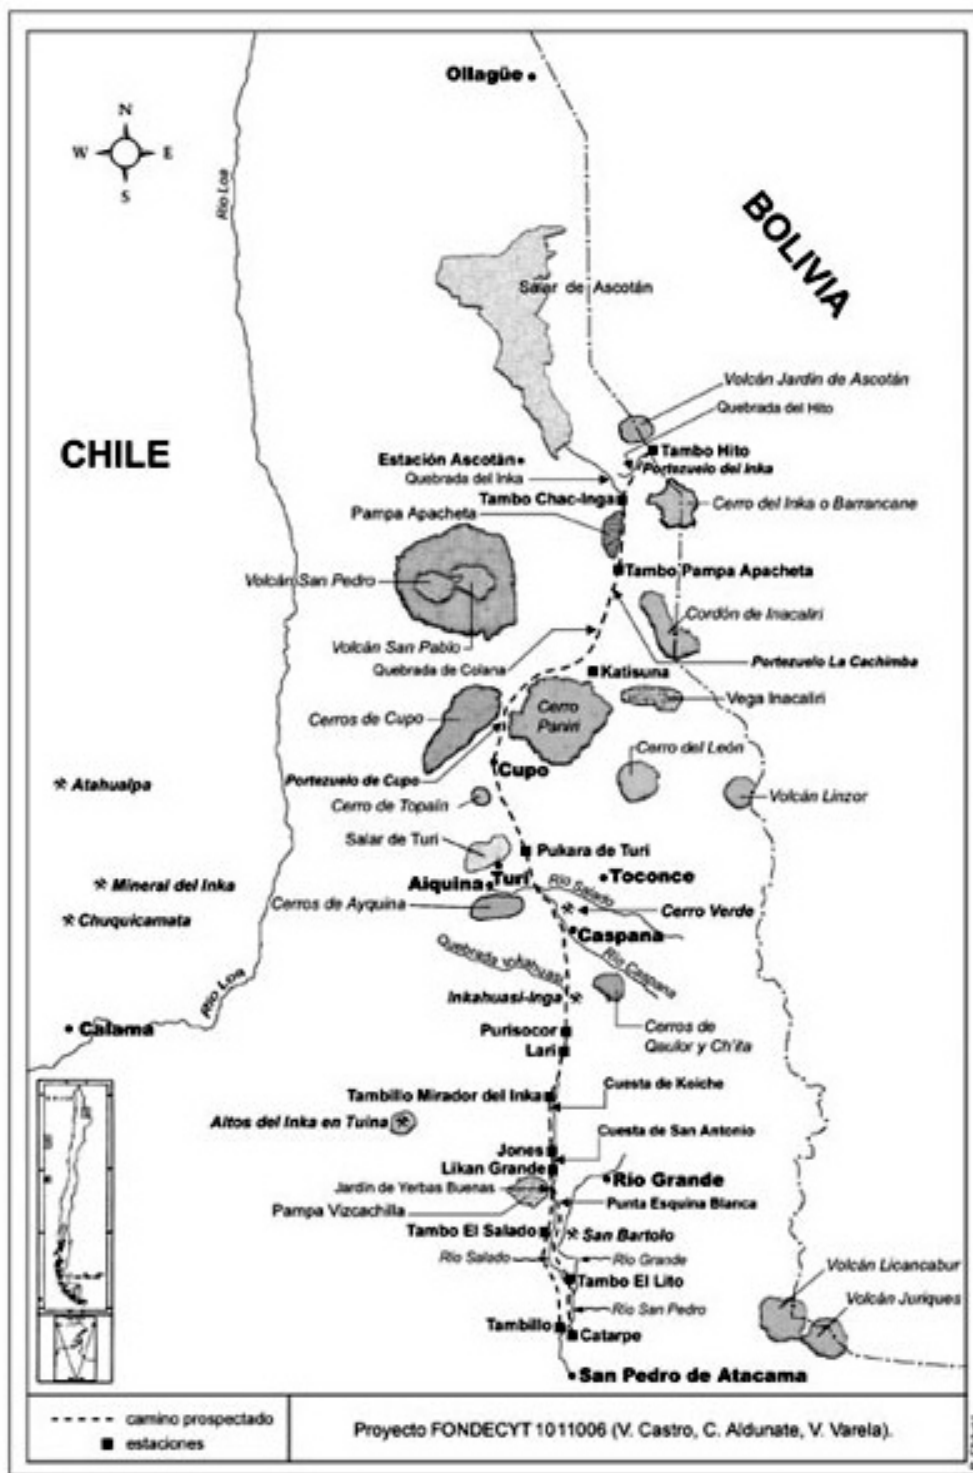 Ollagüe
N
W
E
S
Río Loa
BOLIVIA
Salar de Ascotán
Volcán Jardín de Ascotán
Quebrada del Hito
CHILE
Tambo Hito
Estación Ascotán
Portezuelo del Inka
Quebrada del Inka
Tambo Chac-Inga
Cerro del Inka o Barrancane
Pampa Apacheta
Tambo Pampa Apacheta
Volcán San Pedro
Cordón de Inacaliri
Volcán San Pablo
Portezuelo La Cachimba
Quebrada de Colana
Katisuna
Vega Inacaliri
Cerros de Cupo
Cerro
Paniri
Cerro del León
Cupo
Portezuelo de Cupo
Atahualpa
Cerro de Topaín
Volcán Linzor
Salar de Turi
Pukara de Turi
Turi
Toconce
Aiquina
Mineral del Inka
Río Salado
Cerros de Ayquina
Cerro Verde
Chuquicamata
Caspana
Río Caspana
Río Loa
Inkahuasi-Inga
Calama
Purisocor
Cerros de
Qaulor y Ch'ita
Lari
Cuesta de Keiche
Tambillo Mirador del Inka
Altos del Inka en Tuina
Cuesta de San Antonio
Jones
Likan Grande
Río Grande
Jardín de Yerbas Buenas
Punta Esquina Blanca
Pampa Vizcachilla
Tambo El Salado
San Bartolo
Río Salado
Río Grande
Volcán Licancabur
Tambo El Lito
Volcán Juriques
Río San Pedro
Tambillo
Catarpe
San Pedro de Atacama
camino prospectado
estaciones
Proyecto FONDECYT 1011006 (V. Castro, C. Aldunate, V. Varela).